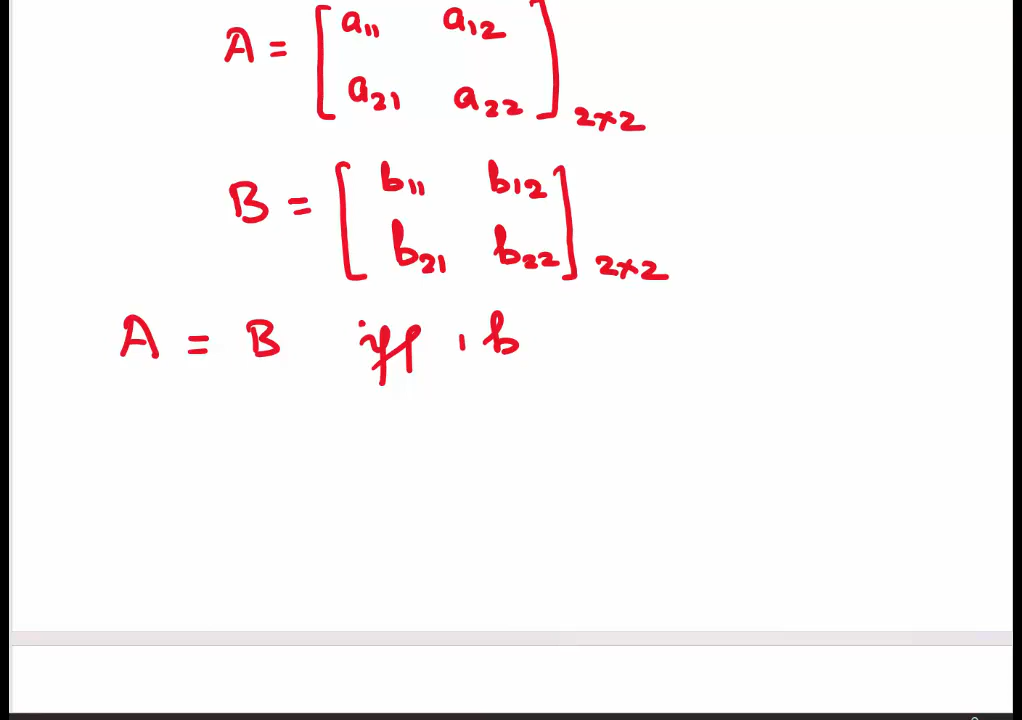 A = [ a₁₁ a₁₂
a₂₁ a₂₂ ] 2×2
B = [ b₁₁ b₁₂
b₂₁ b₂₂ ] 2×2
A = B iff , b